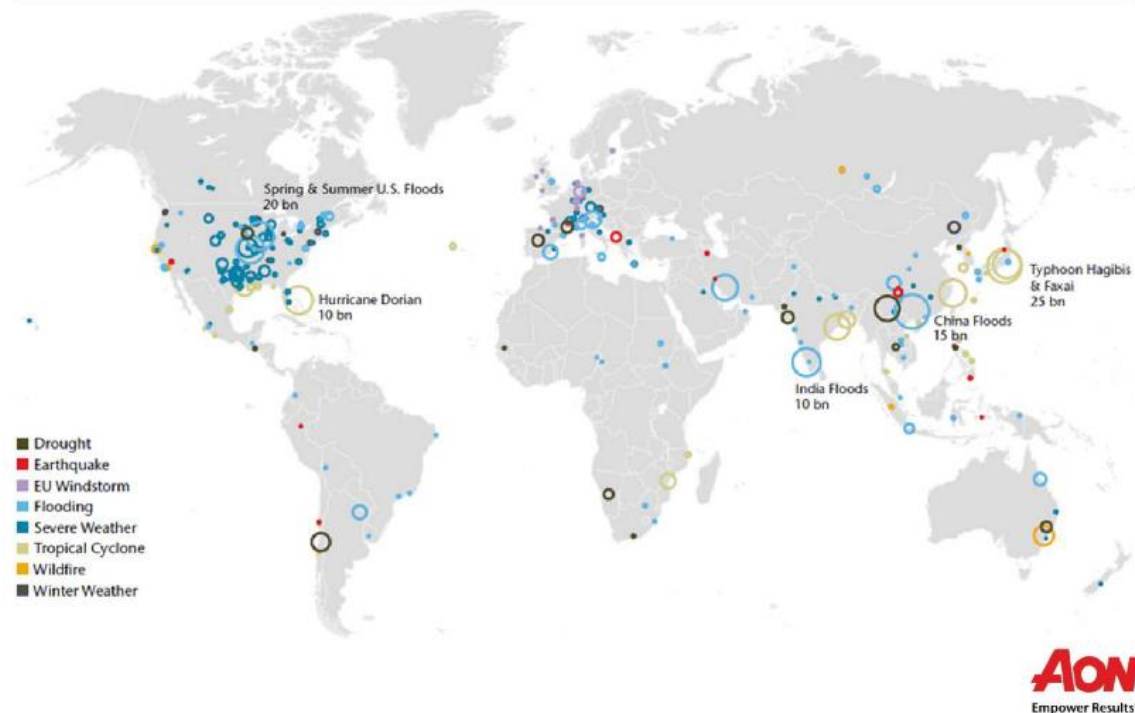 Spring & Summer U.S. Floods
20 bn
Hurricane Dorian
10 bn
Typhoon Hagibis
& Faxai
25 bn
China Floods
15 bn
India Floods
10 bn
Drought
Earthquake
EU Windstorm
Flooding
Severe Weather
Tropical Cyclone
Wildfire
Winter Weather
AON
Empower Results